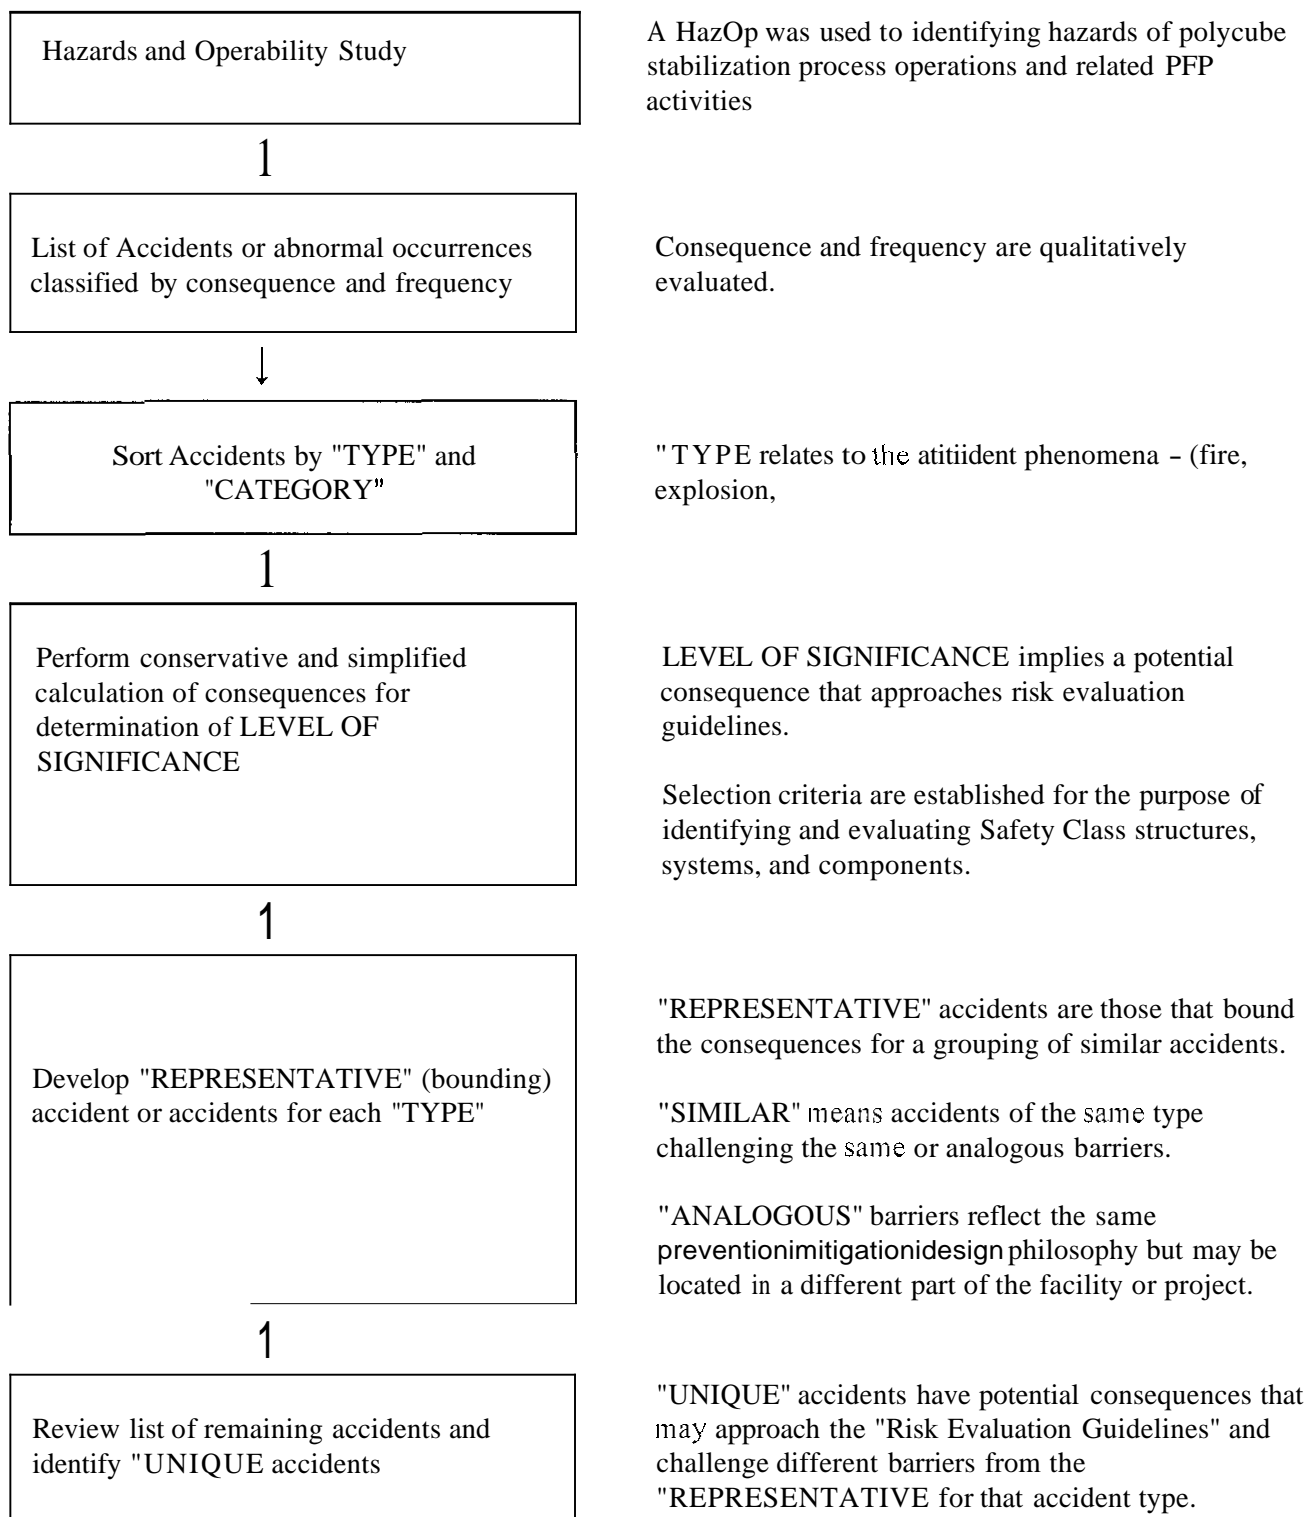 Hazards and Operability Study
A HazOp was used to identifying hazards of polycube
stabilization process operations and related PFP
activities
1
List of Accidents or abnormal occurrences
classified by consequence and frequency
Consequence and frequency are qualitatively
evaluated.
↓
Sort Accidents by "TYPE" and
"CATEGORY"
"TYPE relates to the atitiident phenomena - (fire,
explosion,
1
Perform conservative and simplified
calculation of consequences for
determination of LEVEL OF
SIGNIFICANCE
LEVEL OF SIGNIFICANCE implies a potential
consequence that approaches risk evaluation
guidelines.
Selection criteria are established for the purpose of
identifying and evaluating Safety Class structures,
systems, and components.
1
Develop "REPRESENTATIVE" (bounding)
accident or accidents for each "TYPE"
"REPRESENTATIVE" accidents are those that bound
the consequences for a grouping of similar accidents.
"SIMILAR" means accidents of the same type
challenging the same or analogous barriers.
"ANALOGOUS" barriers reflect the same
preventionimitigationidesign philosophy but may be
located in a different part of the facility or project.
1
Review list of remaining accidents and
identify "UNIQUE accidents
"UNIQUE" accidents have potential consequences that
may approach the "Risk Evaluation Guidelines" and
challenge different barriers from the
"REPRESENTATIVE for that accident type.